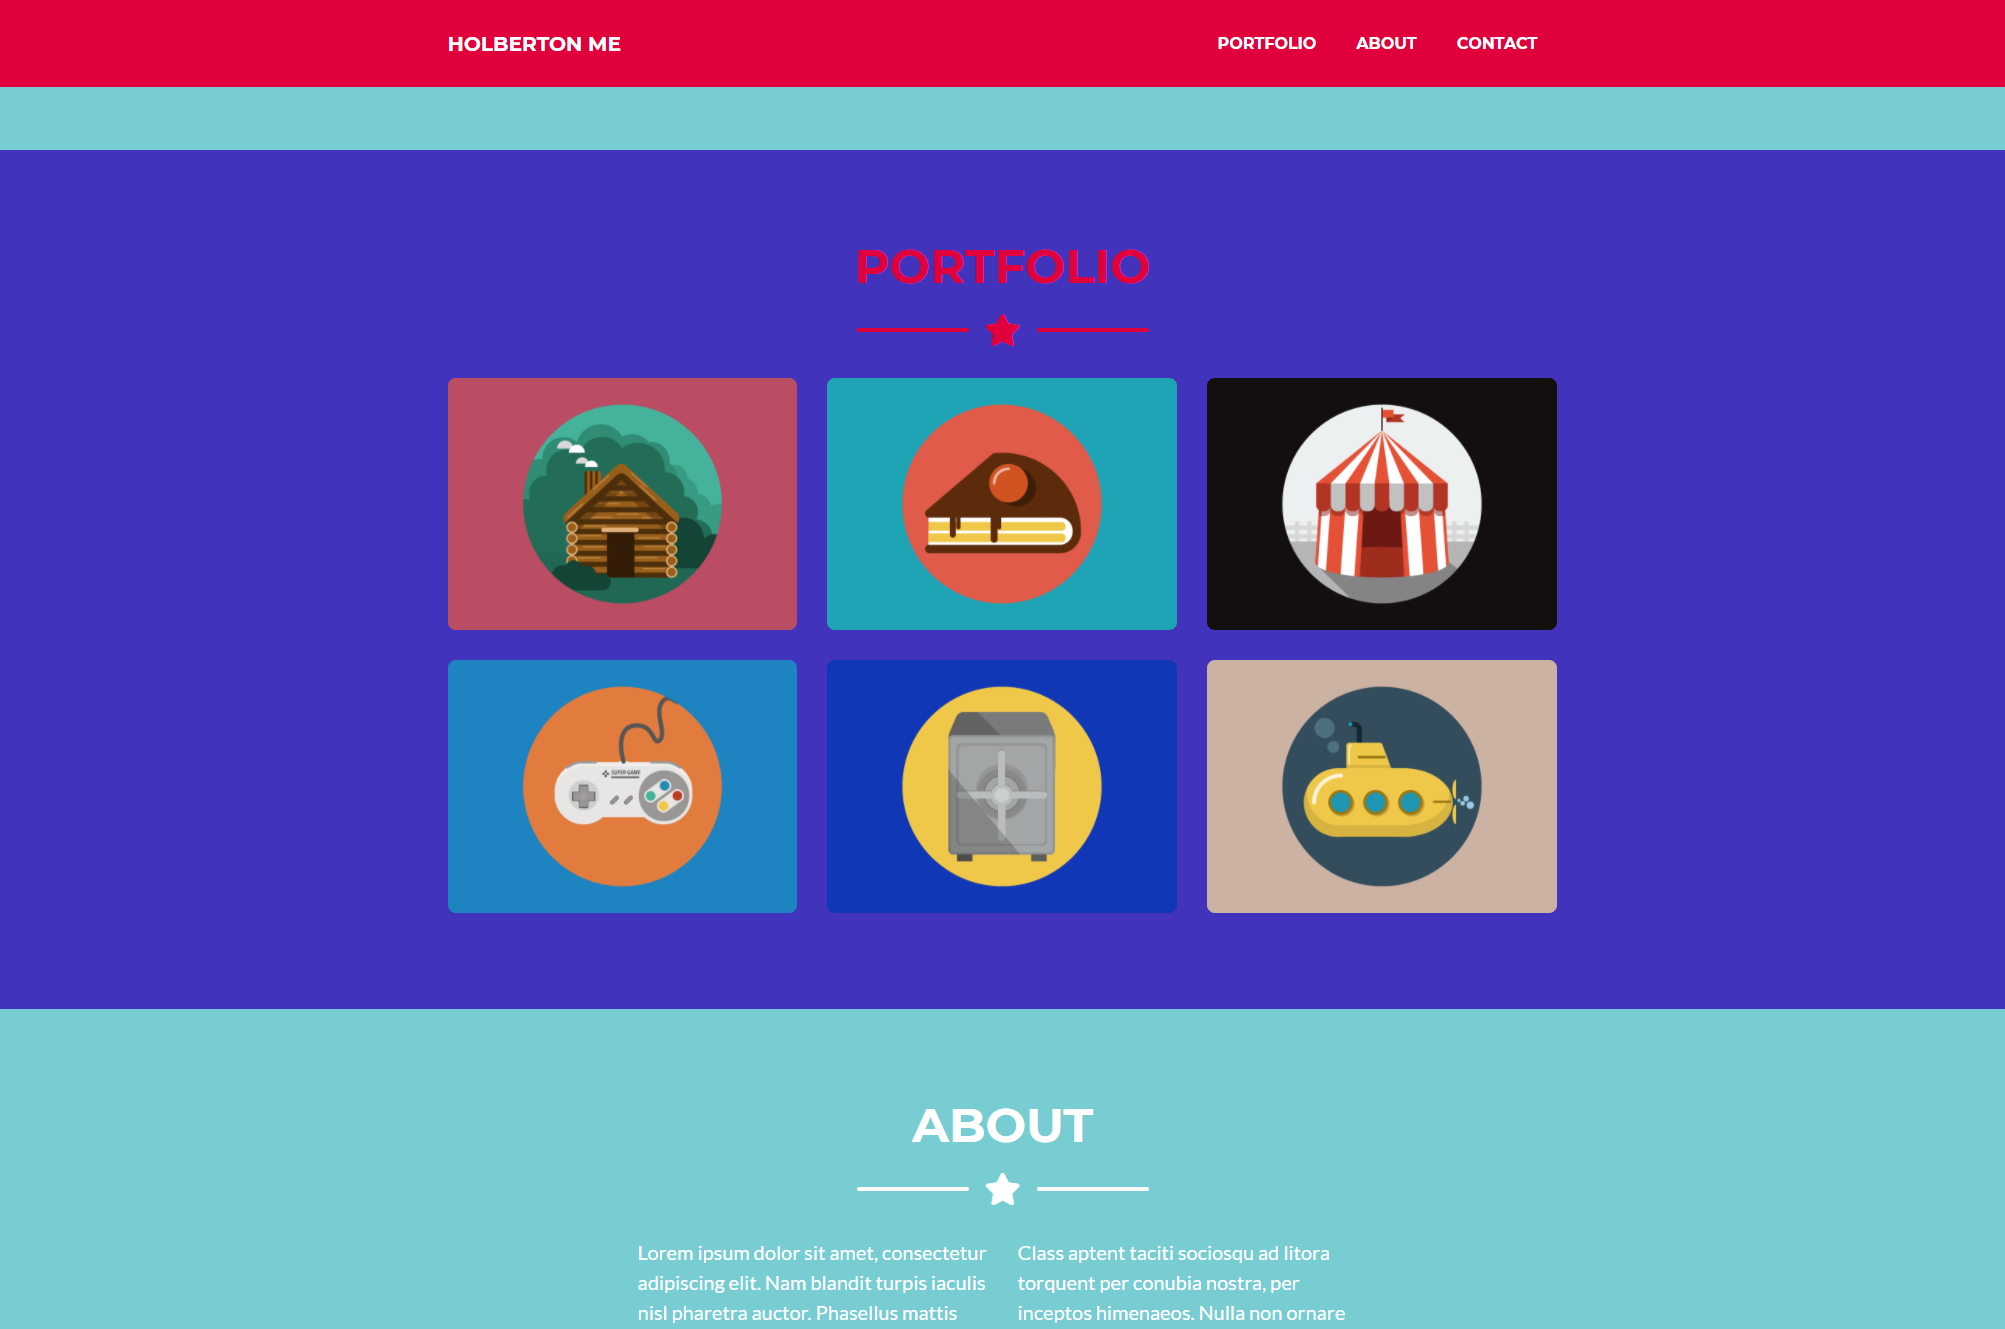 HOLBERTON ME
PORTFOLIO ABOUT CONTACT
PORTFOLIO
SUPER GAME
ABOUT
Lorem ipsum dolor sit amet, consectetur
adipiscing elit. Nam blandit turpis iaculis
nisl pharetra auctor. Phasellus mattis
Class aptent taciti sociosqu ad litora
torquent per conubia nostra, per
inceptos himenaeos. Nulla non ornare